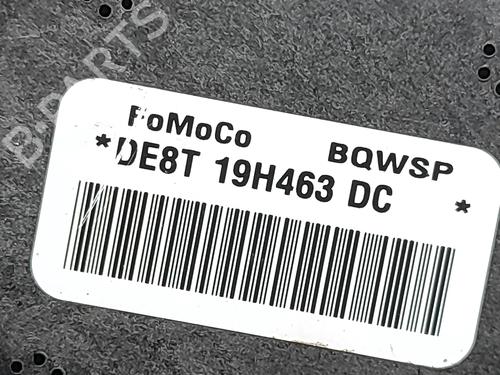 B-PARTS
FoMoCo BQWSP
*DE8T 19H463 DC *